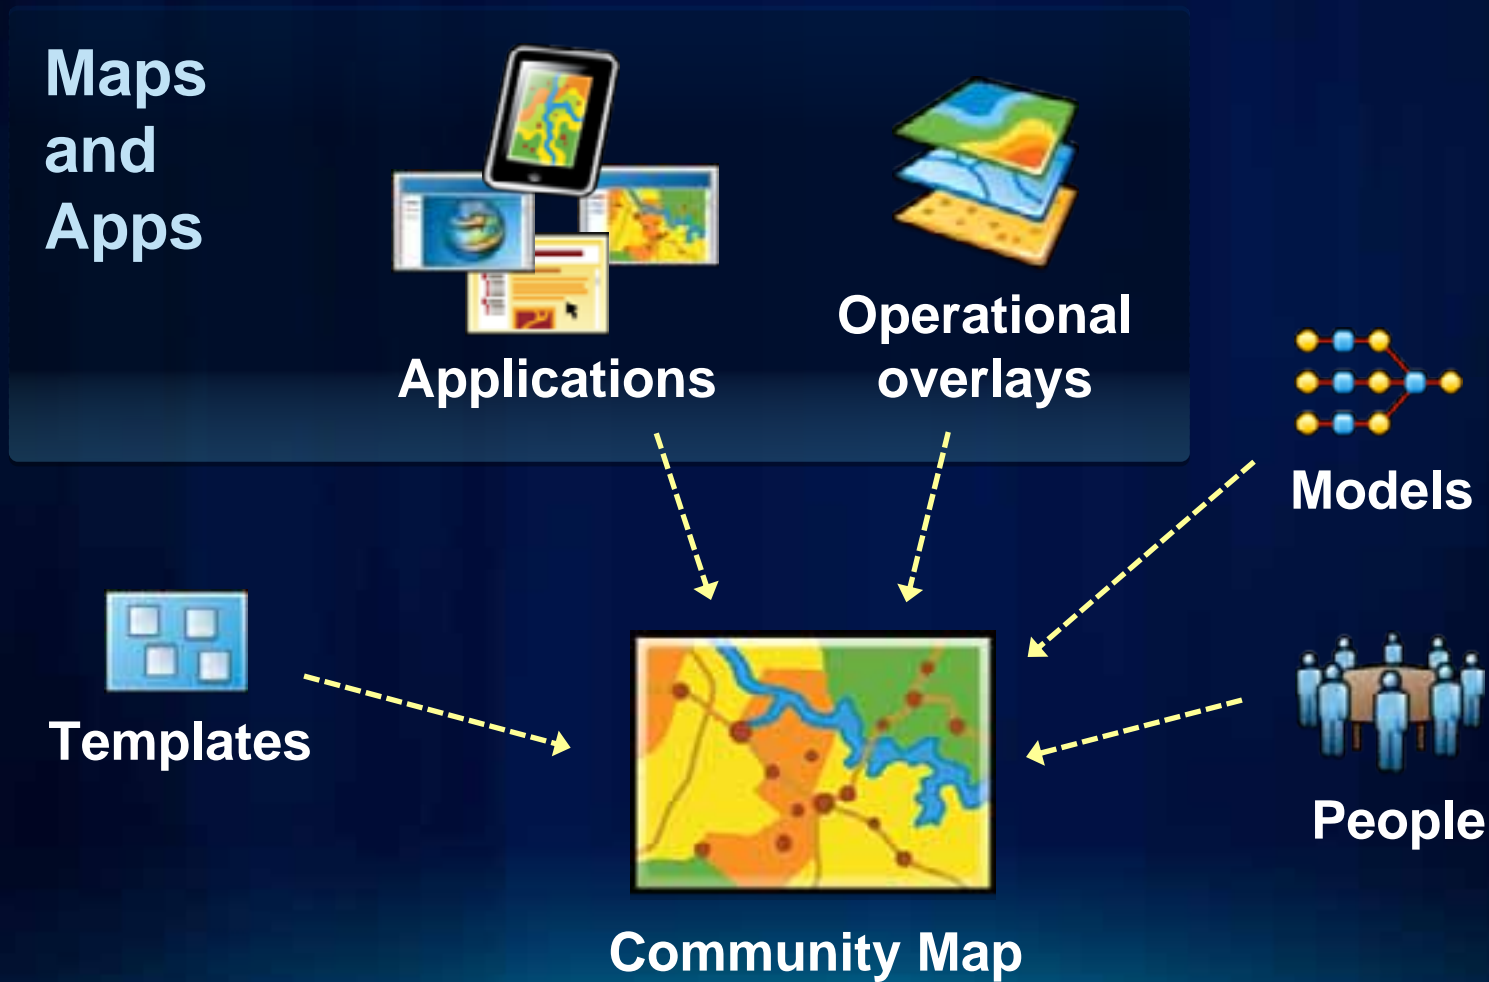 Maps
and
Apps
Applications
Operational
overlays
Models
Templates
People
Community Map